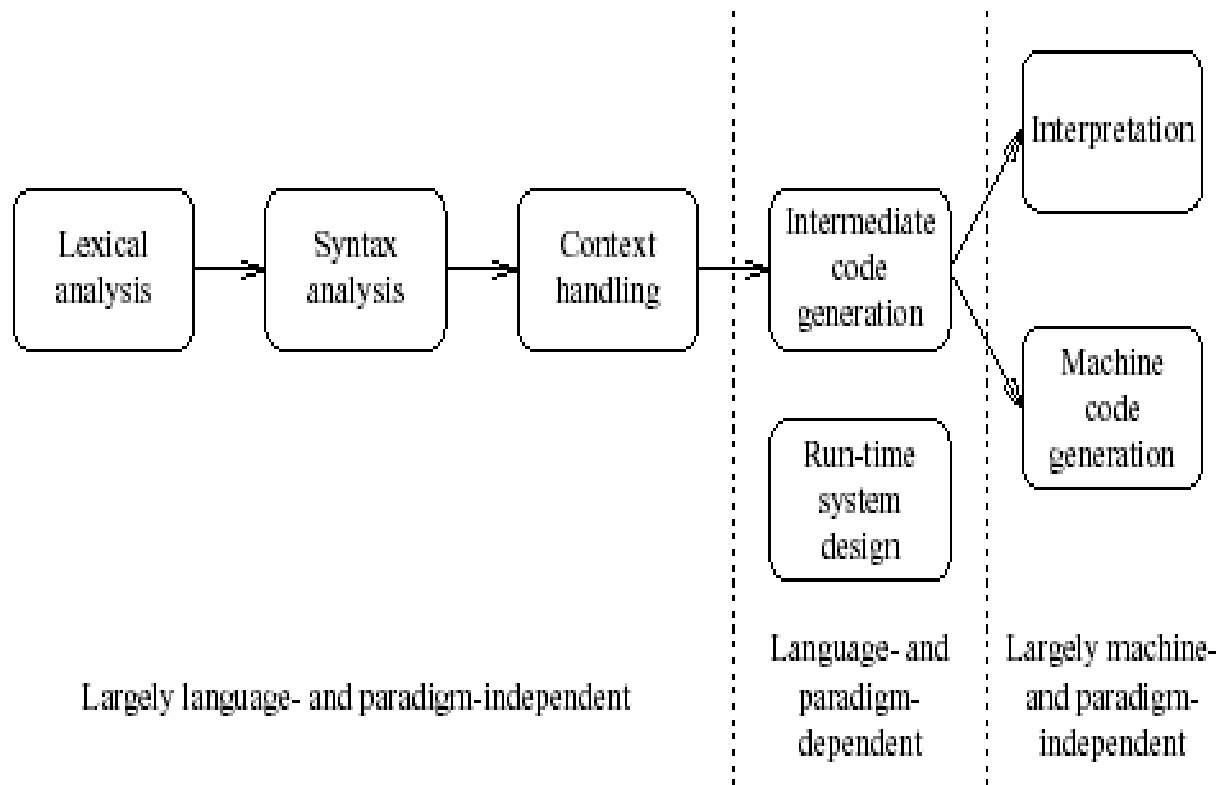 Lexical
analysis
Syntax
analysis
Context
handling
Intermediate
code
generation
Interpretation
Machine
code
generation
Run-time
system
design
Largely language- and paradigm-independent
Language- and
paradigm-
dependent
Largely machine-
and paradigm-
independent